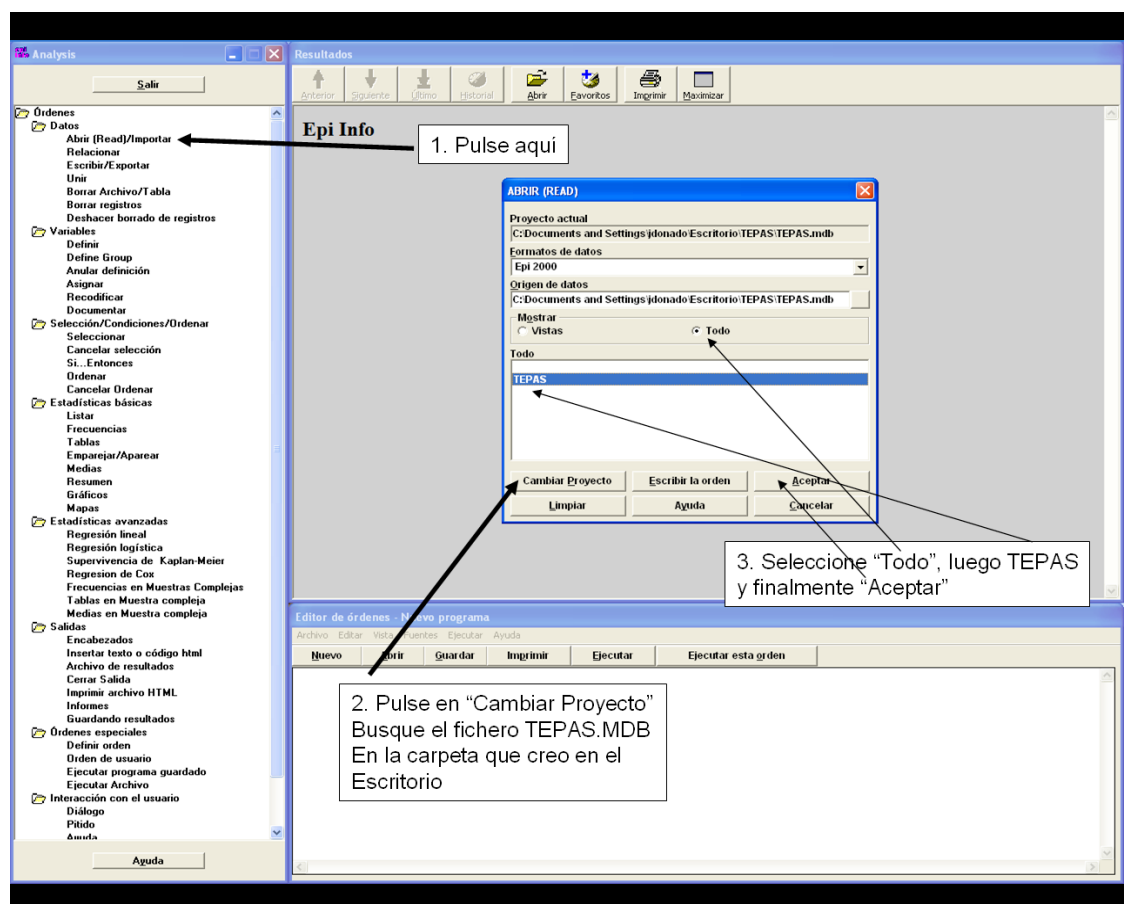 Analysis
Salir
Órdenes
Datos
Abrir (Read)/Importar
Relacionar
Escribir/Exportar
Unir
Borrar Archivo/Tabla
Borrar registros
Deshacer borrado de registros
Variables
Definir
Define Group
Anular definición
Asignar
Recodificar
Documentar
Selección/Condiciones/Ordenar
Seleccionar
Cancelar selección
Si...Entonces
Ordenar
Cancelar Ordenar
Estadísticas básicas
Listar
Frecuencias
Tablas
Emparejar/Aparear
Medias
Resumen
Gráficos
Mapas
Estadísticas avanzadas
Regresión lineal
Regresión logística
Supervivencia de Kaplan-Meier
Regresion de Cox
Frecuencias en Muestras Complejas
Tablas en Muestra compleja
Medias en Muestra compleja
Salidas
Encabezados
Insertar texto o código html
Archivo de resultados
Cerrar Salida
Imprimir archivo HTML
Informes
Guardando resultados
Órdenes especiales
Definir orden
Orden de usuario
Ejecutar programa guardado
Ejecutar Archivo
Interacción con el usuario
Diálogo
Pitido
Ayuda
Ayuda
Resultados
Anterior Siguiente Último Historial Abrir Favoritos Imprimir Maximizar
Epi Info
1. Pulse aquí
ABRIR (READ)
Proyecto actual
C:\Documents and Settings\jdonado\Escritorio\TEPAS\TEPAS.mdb
Formatos de datos
Epi 2000
Origen de datos
C:\Documents and Settings\jdonado\Escritorio\TEPAS\TEPAS.mdb
Mostrar
Vistas Todo
Todo
TEPAS
Cambiar Proyecto Escribir la orden Aceptar
Limpiar Ayuda Cancelar
3. Seleccione “Todo”, luego TEPAS
y finalmente “Aceptar”
Editor de órdenes - Nuevo programa
Archivo Editar Vista Fuentes Ejecutar Ayuda
Nuevo Abrir Guardar Imprimir Ejecutar Ejecutar esta orden
2. Pulse en “Cambiar Proyecto”
Busque el fichero TEPAS.MDB
En la carpeta que creo en el
Escritorio